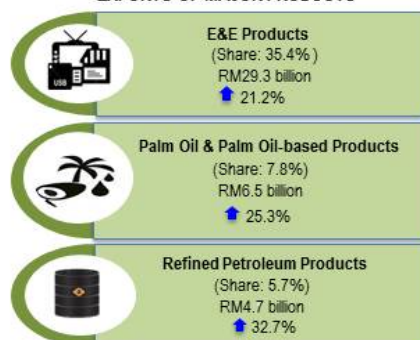 E&E Products
(Share: 35.4% )
RM29.3 billion
21.2%
USB
Palm Oil & Palm Oil-based Products
(Share: 7.8%)
RM6.5 billion
25.3%
Refined Petroleum Products
(Share: 5.7%)
RM4.7 billion
32.7%